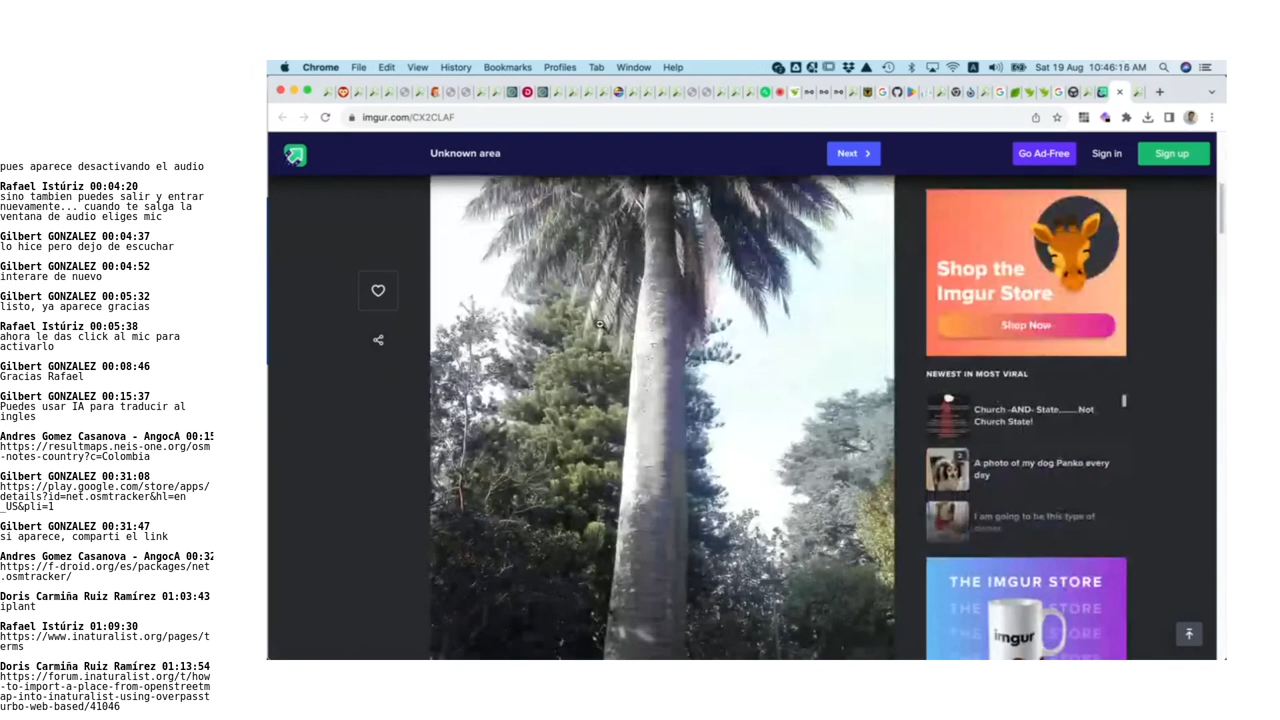 pues aparece desactivando el audio
Rafael Istúriz 00:04:20
sino tambien puedes salir y entrar
nuevamente... cuando te salga la
ventana de audio eliges mic
Gilbert GONZALEZ 00:04:37
lo hice pero dejo de escuchar
Gilbert GONZALEZ 00:04:52
interare de nuevo
Gilbert GONZALEZ 00:05:32
listo, ya aparece gracias
Rafael Istúriz 00:05:38
ahora le das click al mic para
activarlo
Gilbert GONZALEZ 00:08:46
Gracias Rafael
Gilbert GONZALEZ 00:15:37
Puedes usar IA para traducir al
ingles
Andres Gomez Casanova - AngocA 00:15
https://resultmaps.neis-one.org/osm
-notes-country?c=Colombia
Gilbert GONZALEZ 00:31:08
https://play.google.com/store/apps/
details?id=net.osmtracker&hl=en
_US&pli=1
Gilbert GONZALEZ 00:31:47
si aparece, comparti el link
Andres Gomez Casanova - AngocA 00:32
https://f-droid.org/es/packages/net
.osmtracker/
Doris Carmiña Ruiz Ramírez 01:03:43
iplant
Rafael Istúriz 01:09:30
https://www.inaturalist.org/pages/t
erms
Doris Carmiña Ruiz Ramírez 01:13:54
https://forum.inaturalist.org/t/how
-to-import-a-place-from-openstreetm
ap-into-inaturalist-using-overpasst
urbo-web-based/41046
Chrome File Edit View History Bookmarks Profiles Tab Window Help
Sat 19 Aug 10:46:16 AM
imgur.com/CX2CLAF
Unknown area
Next
Go Ad-Free
Sign in
Sign up
Shop the
Imgur Store
Shop Now
NEWEST IN MOST VIRAL
Church -AND- State......Not
Church State!
2
A photo of my dog Panko every
day
I am going to be this type of
THE IMGUR STORE
THE STORE
imgur